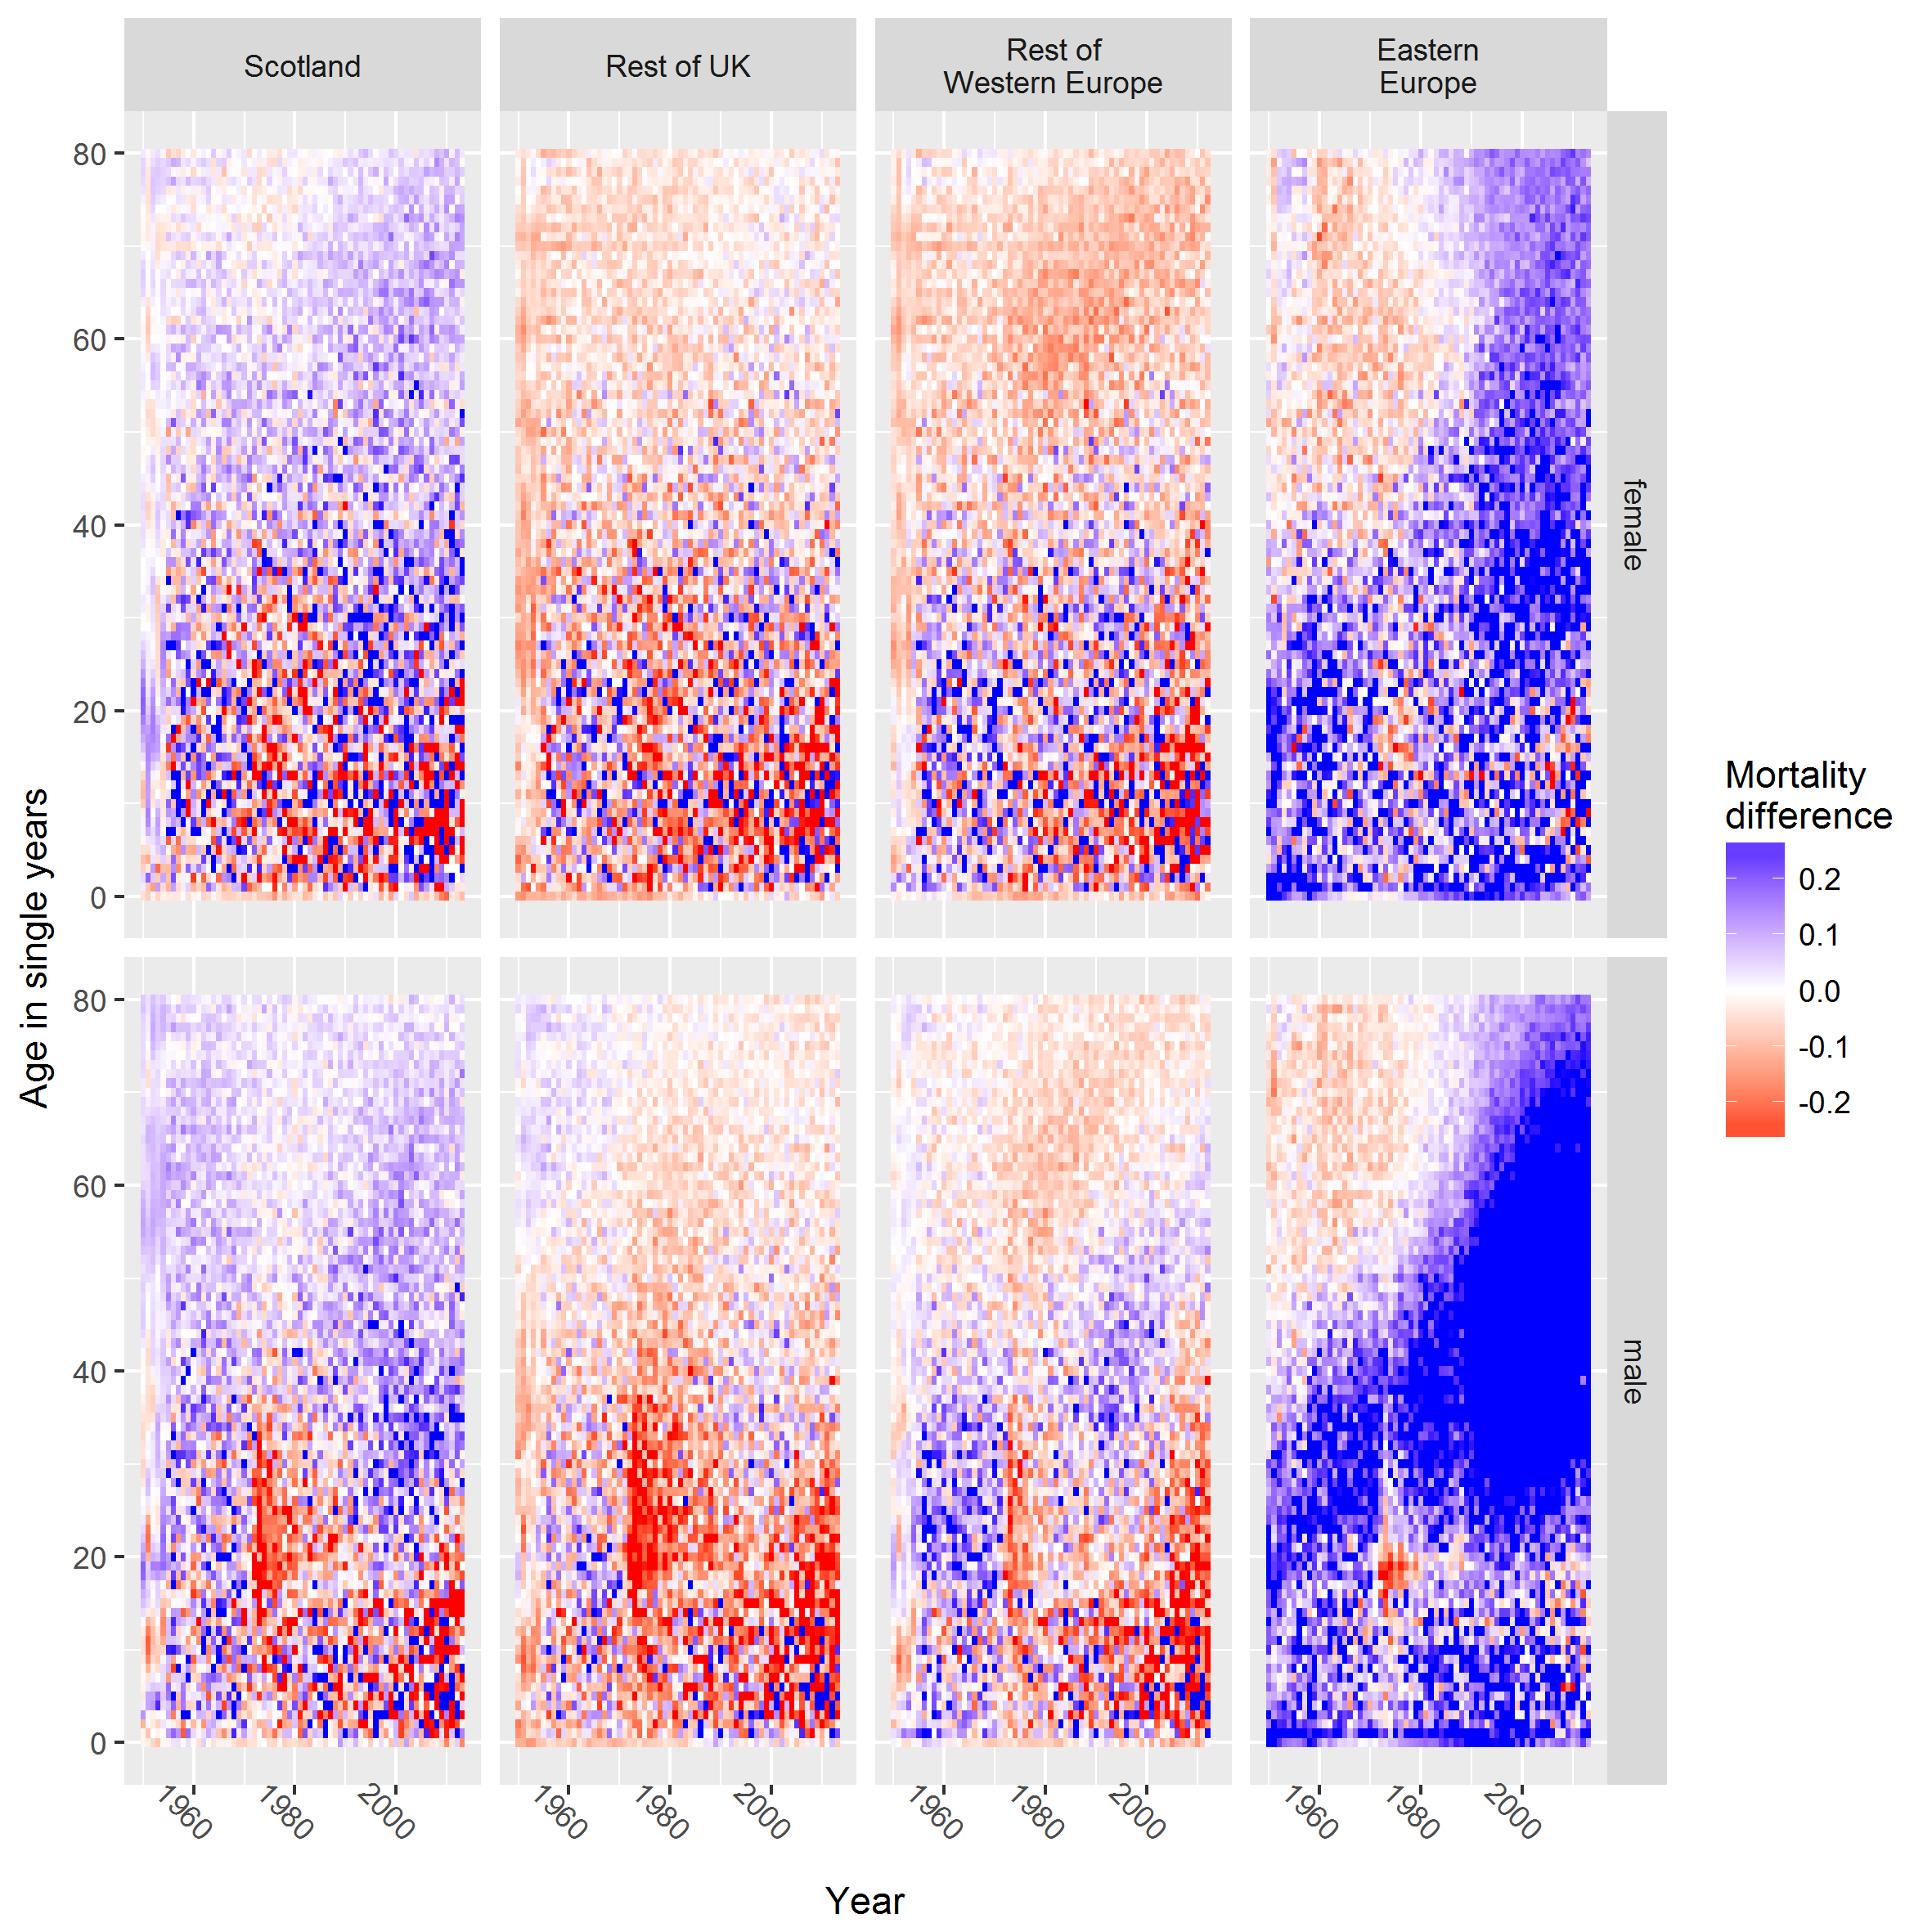 Scotland
Rest of UK
Rest of
Western Europe
Eastern
Europe
80
60
40
20
0
female
80
60
40
20
0
male
Age in single years
1960
1980
2000
1960
1980
2000
1960
1980
2000
1960
1980
2000
Year
Mortality
difference
0.2
0.1
0.0
-0.1
-0.2